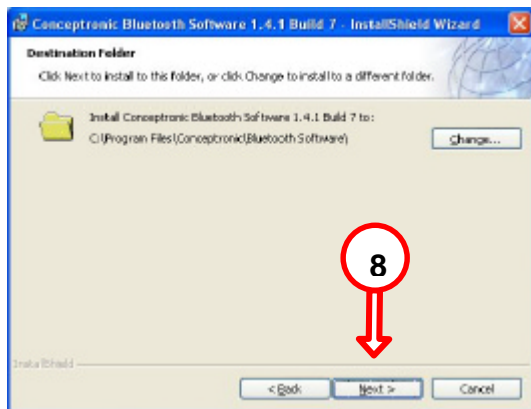 Conceptronic Bluetooth Software 1.4.1 Build 7 - InstallShield Wizard
Destination Folder
Click Next to install to this folder, or click Change to install to a different folder.
Install Conceptronic Bluetooth Software 1.4.1 Build 7 to:
C:\Program Files\Conceptronic\Bluetooth Software\
Change...
8
InstallShield
< Back
Next >
Cancel